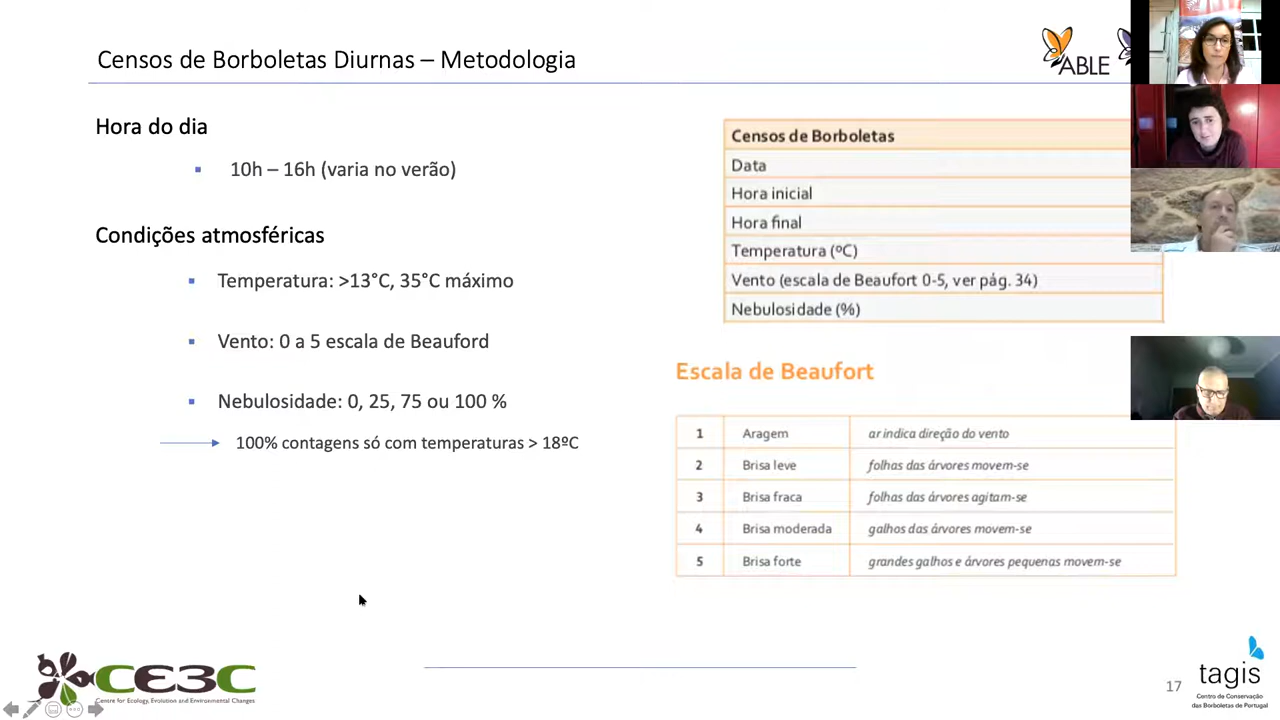 Censos de Borboletas Diurnas – Metodologia
ABLE
Hora do dia
10h – 16h (varia no verão)
Condições atmosféricas
Temperatura: >13°C, 35°C máximo
Vento: 0 a 5 escala de Beauford
Nebulosidade: 0, 25, 75 ou 100 %
100% contagens só com temperaturas > 18ºC
Censos de Borboletas
Data
Hora inicial
Hora final
Temperatura (ºC)
Vento (escala de Beaufort 0-5, ver pág. 34)
Nebulosidade (%)
Escala de Beaufort
1 Aragem ar indica direção do vento
2 Brisa leve folhas das árvores movem-se
3 Brisa fraca folhas das árvores agitam-se
4 Brisa moderada galhos das árvores movem-se
5 Brisa forte grandes galhos e árvores pequenas movem-se
CE3C
Centre for Ecology, Evolution and Environmental Changes
17
tagis
Centro de Conservação
das Borboletas de Portugal